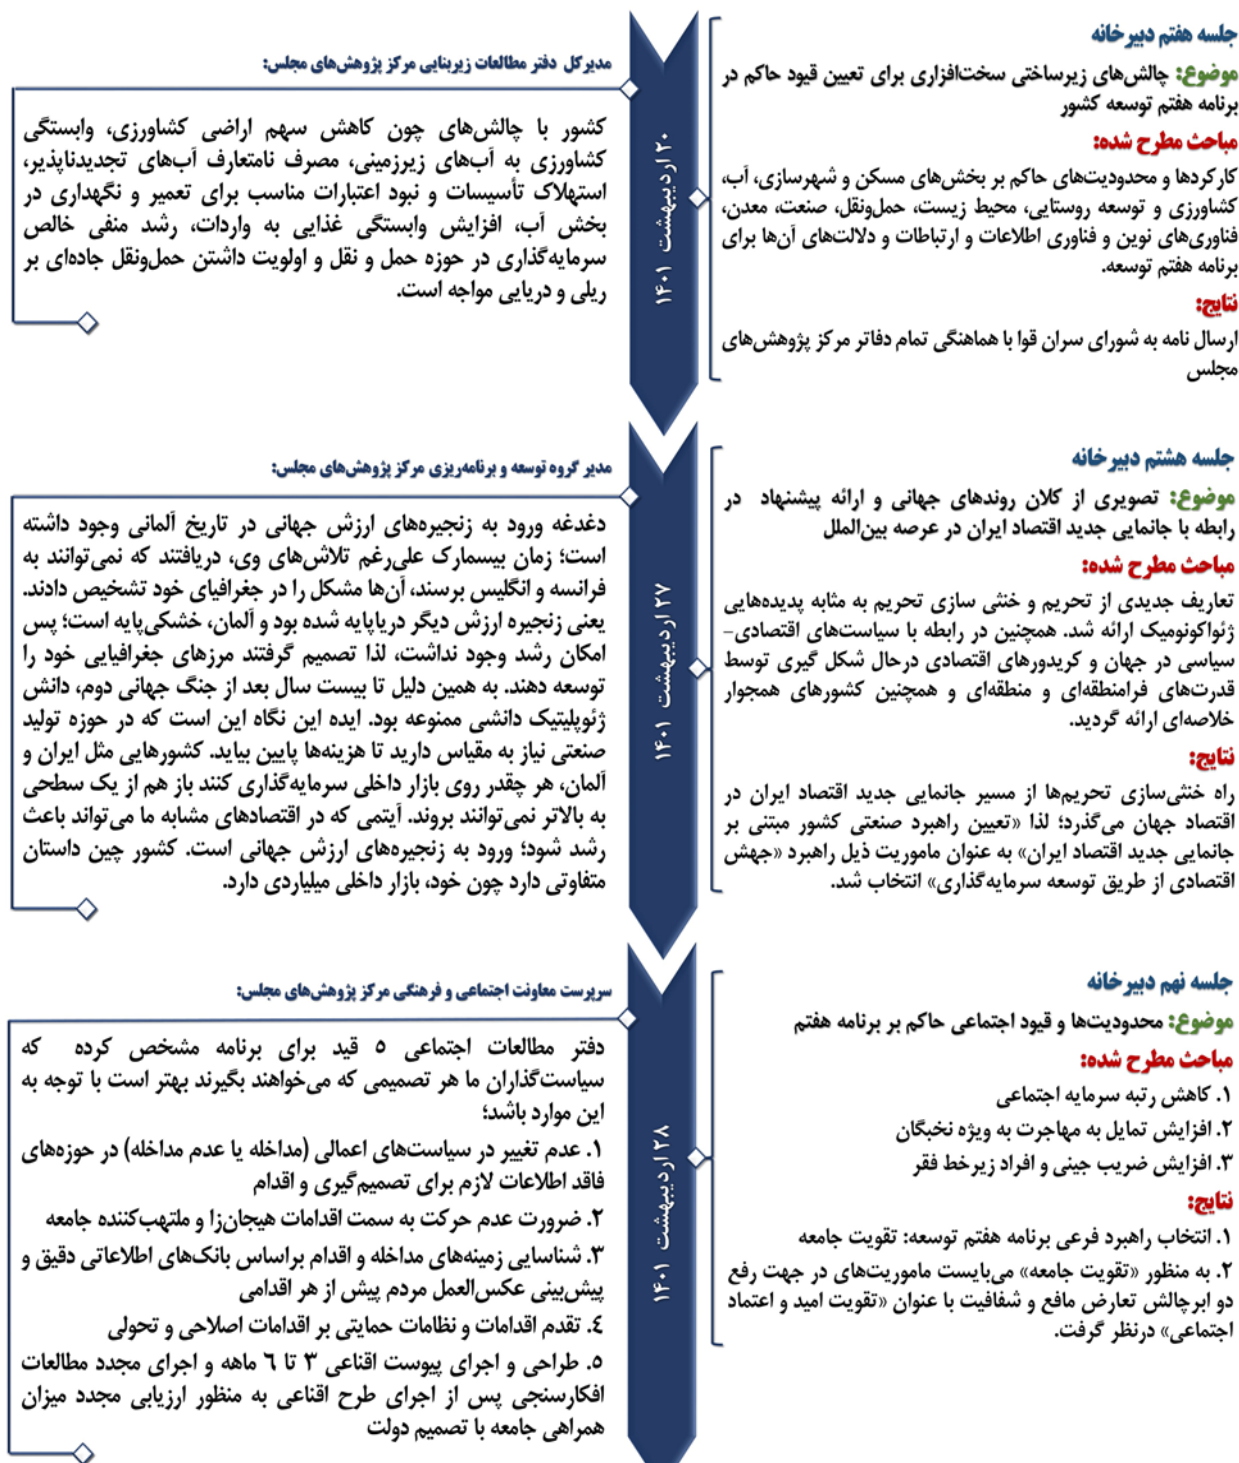 جلسه هفتم دبیرخانه
موضوع: چالش‌های زیرساختی سخت‌افزاری برای تعیین قیود حاکم در
برنامه هفتم توسعه کشور
مباحث مطرح شده:
کارکردها و محدودیت‌های حاکم بر بخش‌های مسکن و شهرسازی، آب،
کشاورزی و توسعه روستایی، محیط زیست، حمل‌ونقل، صنعت، معدن،
فناوری‌های نوین و فناوری اطلاعات و ارتباطات و دلالت‌های آن‌ها برای
برنامه هفتم توسعه.
نتایج:
ارسال نامه به شورای سران قوا با هماهنگی تمام دفاتر مرکز پژوهش‌های
مجلس
۲۰ اردیبهشت ۱۴۰۱
مدیرکل دفتر مطالعات زیربنایی مرکز پژوهش‌های مجلس:
کشور با چالش‌های چون کاهش سهم اراضی کشاورزی، وابستگی
کشاورزی به آب‌های زیرزمینی، مصرف نامتعارف آب‌های تجدیدناپذیر،
استهلاک تأسیسات و نبود اعتبارات مناسب برای تعمیر و نگهداری در
بخش آب، افزایش وابستگی غذایی به واردات، رشد منفی خالص
سرمایه‌گذاری در حوزه حمل و نقل و اولویت داشتن حمل‌ونقل جاده‌ای بر
ریلی و دریایی مواجه است.
جلسه هشتم دبیرخانه
موضوع: تصویری از کلان روندهای جهانی و ارائه پیشنهاد در
رابطه با جانمایی جدید اقتصاد ایران در عرصه بین‌الملل
مباحث مطرح شده:
تعاریف جدیدی از تحریم و خنثی سازی تحریم به مثابه پدیده‌هایی
ژئواکونومیک ارائه شد. همچنین در رابطه با سیاست‌های اقتصادی-
سیاسی در جهان و کریدورهای اقتصادی درحال شکل گیری توسط
قدرت‌های فرامنطقه‌ای و منطقه‌ای و همچنین کشورهای همجوار
خلاصه‌ای ارائه گردید.
نتایج:
راه خنثی‌سازی تحریم‌ها از مسیر جانمایی جدید اقتصاد ایران در
اقتصاد جهان می‌گذرد؛ لذا «تعیین راهبرد صنعتی کشور مبتنی بر
جانمایی جدید اقتصاد ایران» به عنوان ماموریت ذیل راهبرد «جهش
اقتصادی از طریق توسعه سرمایه‌گذاری» انتخاب شد.
۲۷ اردیبهشت ۱۴۰۱
مدیر گروه توسعه و برنامه‌ریزی مرکز پژوهش‌های مجلس:
دغدغه ورود به زنجیره‌های ارزش جهانی در تاریخ آلمانی وجود داشته
است؛ زمان بیسمارک علی‌رغم تلاش‌های وی، دریافتند که نمی‌توانند به
فرانسه و انگلیس برسند، آن‌ها مشکل را در جغرافیای خود تشخیص دادند.
یعنی زنجیره ارزش دیگر دریاپایه شده بود و آلمان، خشکی‌پایه است؛ پس
امکان رشد وجود نداشت، لذا تصمیم گرفتند مرزهای جغرافیایی خود را
توسعه دهند. به همین دلیل تا بیست سال بعد از جنگ جهانی دوم، دانش
ژئوپلیتیک دانشی ممنوعه بود. ایده این نگاه این است که در حوزه تولید
صنعتی نیاز به مقیاس دارید تا هزینه‌ها پایین بیاید. کشورهایی مثل ایران و
آلمان، هر چقدر روی بازار داخلی سرمایه‌گذاری کنند باز هم از یک سطحی
به بالاتر نمی‌توانند بروند. آیتمی که در اقتصادهای مشابه ما می‌تواند باعث
رشد شود؛ ورود به زنجیره‌های ارزش جهانی است. کشور چین داستان
متفاوتی دارد چون خود، بازار داخلی میلیاردی دارد.
جلسه نهم دبیرخانه
موضوع: محدودیت‌ها و قیود اجتماعی حاکم بر برنامه هفتم
مباحث مطرح شده:
۱. کاهش رتبه سرمایه اجتماعی
۲. افزایش تمایل به مهاجرت به ویژه نخبگان
۳. افزایش ضریب جینی و افراد زیرخط فقر
نتایج:
۱. انتخاب راهبرد فرعی برنامه هفتم توسعه: تقویت جامعه
۲. به منظور «تقویت جامعه» می‌بایست ماموریت‌های در جهت رفع
دو ابرچالش تعارض مافع و شفافیت با عنوان «تقویت امید و اعتماد
اجتماعی» درنظر گرفت.
۲۸ اردیبهشت ۱۴۰۱
سرپرست معاونت اجتماعی و فرهنگی مرکز پژوهش‌های مجلس:
دفتر مطالعات اجتماعی ۵ قید برای برنامه مشخص کرده که
سیاست‌گذاران ما هر تصمیمی که می‌خواهند بگیرند بهتر است با توجه به
این موارد باشد؛
۱. عدم تغییر در سیاست‌های اعمالی (مداخله یا عدم مداخله) در حوزه‌های
فاقد اطلاعات لازم برای تصمیم‌گیری و اقدام
۲. ضرورت عدم حرکت به سمت اقدامات هیجان‌زا و ملتهب‌کننده جامعه
۳. شناسایی زمینه‌های مداخله و اقدام براساس بانک‌های اطلاعاتی دقیق و
پیش‌بینی عکس‌العمل مردم پیش از هر اقدامی
٤. تقدم اقدامات و نظامات حمایتی بر اقدامات اصلاحی و تحولی
۵. طراحی و اجرای پیوست اقناعی ۳ تا ٦ ماهه و اجرای مجدد مطالعات
افکارسنجی پس از اجرای طرح اقناعی به منظور ارزیابی مجدد میزان
همراهی جامعه با تصمیم دولت